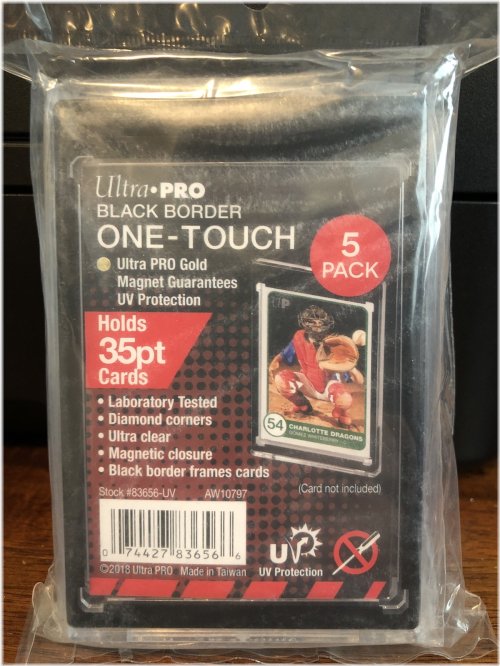 Ultra•PRO
BLACK BORDER
ONE-TOUCH
5
PACK
Ultra PRO Gold
Magnet Guarantees
UV Protection
Holds
35pt
Cards
• Laboratory Tested
• Diamond corners
• Ultra clear
• Magnetic closure
• Black border frames cards
UP
54
CHARLOTTE DRAGONS
(Card not included)
Stock #83656-UV AW10797
0 74427 83656 6
©2018 Ultra PRO Made in Taiwan
UVP
UV Protection